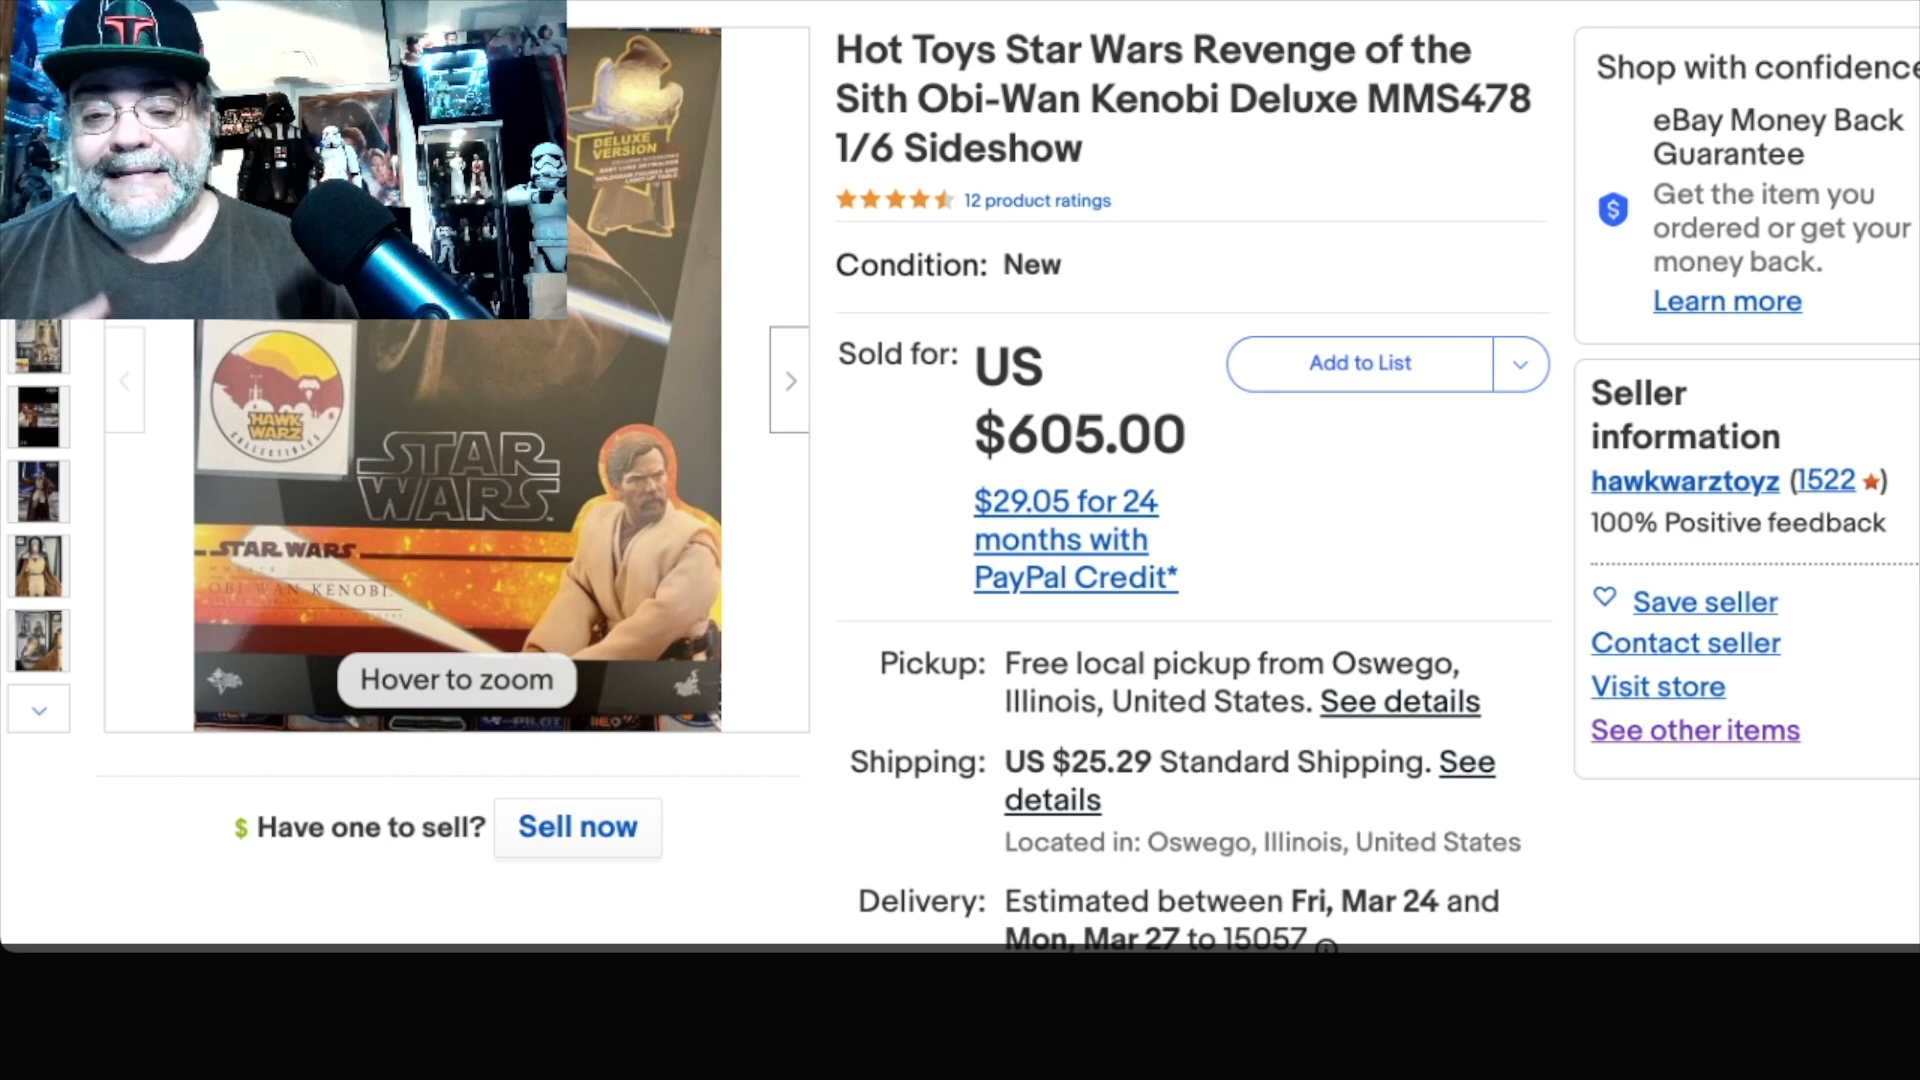 DELUXE
VERSION
HAWK
WARZ
COLLECTIBLES
STAR
WARS
STAR WARS
OBI-WAN KENOBI
Hover to zoom
$ Have one to sell? Sell now
Hot Toys Star Wars Revenge of the
Sith Obi-Wan Kenobi Deluxe MMS478
1/6 Sideshow
12 product ratings
Condition: New
Sold for: US
$605.00
Add to List
$29.05 for 24
months with
PayPal Credit*
Pickup: Free local pickup from Oswego,
Illinois, United States. See details
Shipping: US $25.29 Standard Shipping. See
details
Located in: Oswego, Illinois, United States
Delivery: Estimated between Fri, Mar 24 and
Mon, Mar 27 to 15057
Shop with confidence
eBay Money Back
Guarantee
Get the item you
ordered or get your
money back.
Learn more
Seller
information
hawkwarztoyz (1522)
100% Positive feedback
Save seller
Contact seller
Visit store
See other items